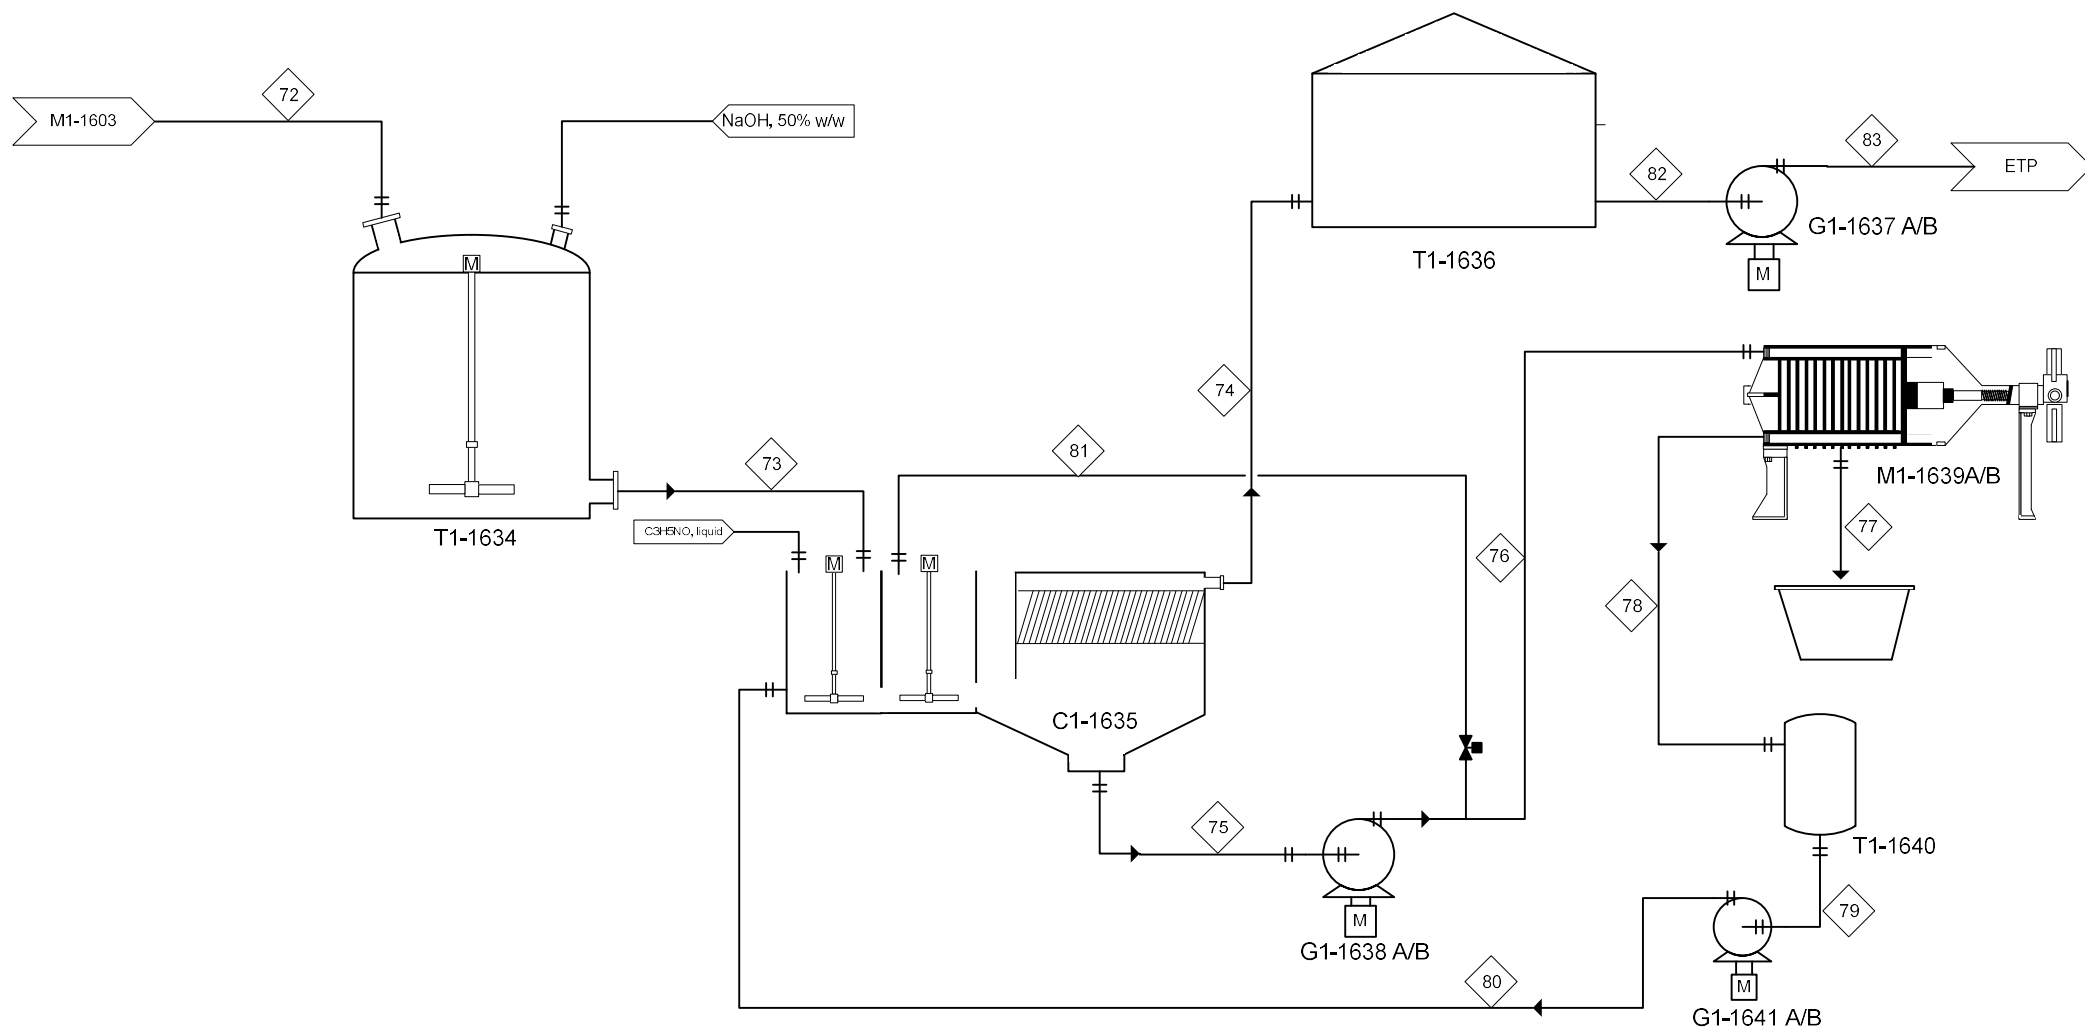 72
M1-1603
NaOH, 50% w/w
83
ETP
82
G1-1637 A/B
T1-1636
M
M
74
81
73
M1-1639A/B
C3H5NO, liquid
T1-1634
77
76
M
M
78
C1-1635
75
T1-1640
79
M
G1-1638 A/B
80
M
G1-1641 A/B